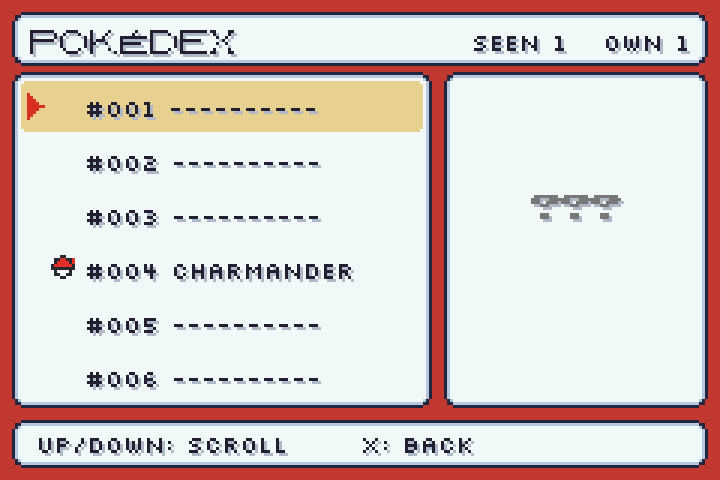 POKéDEX SEEN 1 OWN 1
#001 ----------
#002 ----------
#003 ----------
#004 CHARMANDER
#005 ----------
#006 ----------
???
UP/DOWN: SCROLL X: BACK